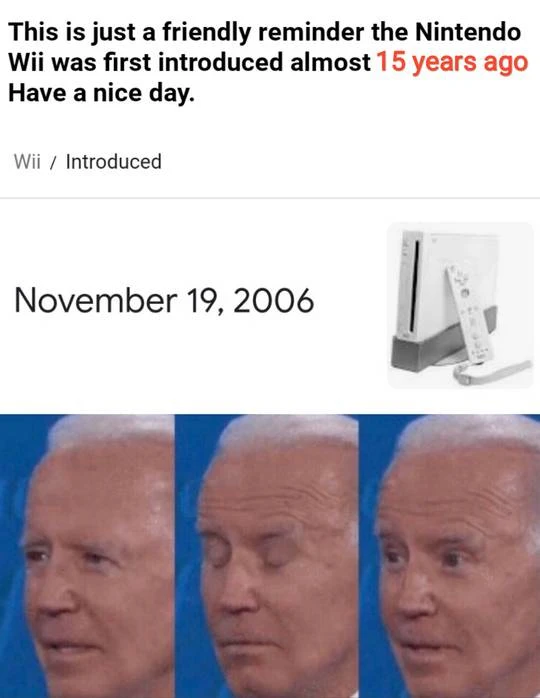 This is just a friendly reminder the Nintendo
Wii was first introduced almost 15 years ago
Have a nice day.
Wii / Introduced
November 19, 2006